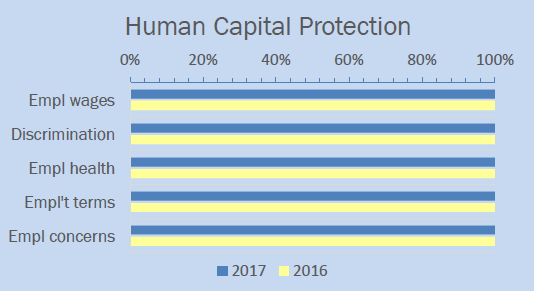 Human Capital Protection
0% 20% 40% 60% 80% 100%
Empl wages
Discrimination
Empl health
Empl't terms
Empl concerns
2017 2016